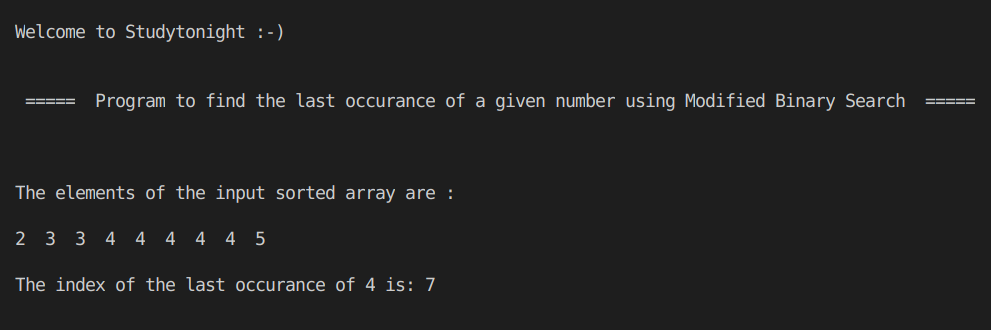 Welcome to Studytonight :-)
===== Program to find the last occurance of a given number using Modified Binary Search =====
The elements of the input sorted array are :
2 3 3 4 4 4 4 4 5
The index of the last occurance of 4 is: 7